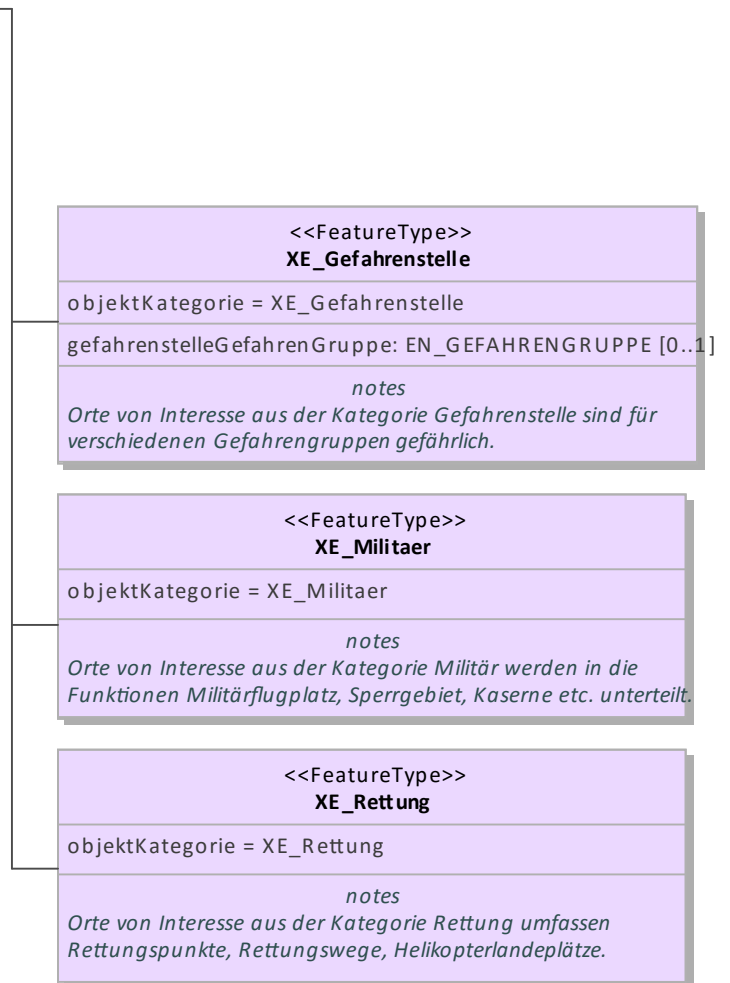 <<FeatureType>>
XE_Gefahrenstelle
objektKategorie = XE_Gefahrenstelle
gefahrenstelleGefahrenGruppe: EN_GEFAHRENGRUPPE [0..1]
notes
Orte von Interesse aus der Kategorie Gefahrenstelle sind für
verschiedenen Gefahrengruppen gefährlich.
<<FeatureType>>
XE_Militaer
objektKategorie = XE_Militaer
notes
Orte von Interesse aus der Kategorie Militär werden in die
Funktionen Militärflugplatz, Sperrgebiet, Kaserne etc. unterteilt.
<<FeatureType>>
XE_Rettung
objektKategorie = XE_Rettung
notes
Orte von Interesse aus der Kategorie Rettung umfassen
Rettungspunkte, Rettungswege, Helikopterlandeplätze.